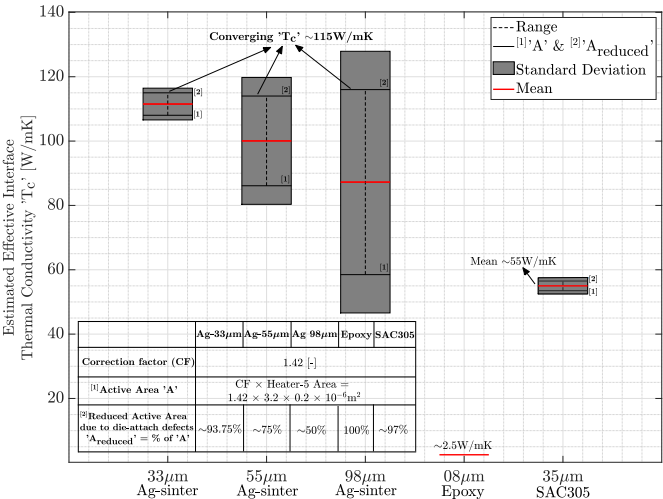 140
120
100
80
60
40
20
Estimated Effective Interface
Thermal Conductivity 'Tc' [W/mK]
Converging 'Tc' ~115W/mK
Range
[1]'A' & [2]'Areduced'
Standard Deviation
Mean
[2]
[1]
[2]
[1]
[2]
[1]
Mean ~55W/mK
[2]
[1]
Ag-33μm Ag-55μm Ag 98μm Epoxy SAC305
Correction factor (CF) 1.42 [-]
[1]Active Area 'A' CF × Heater-5 Area =
1.42 × 3.2 × 0.2 × 10⁻⁶m²
[2]Reduced Active Area
due to die-attach defects
'Areduced' = % of 'A'
~93.75% ~75% ~50% 100% ~97%
~2.5W/mK
33μm 55μm 98μm 08μm 35μm
Ag-sinter Ag-sinter Ag-sinter Epoxy SAC305